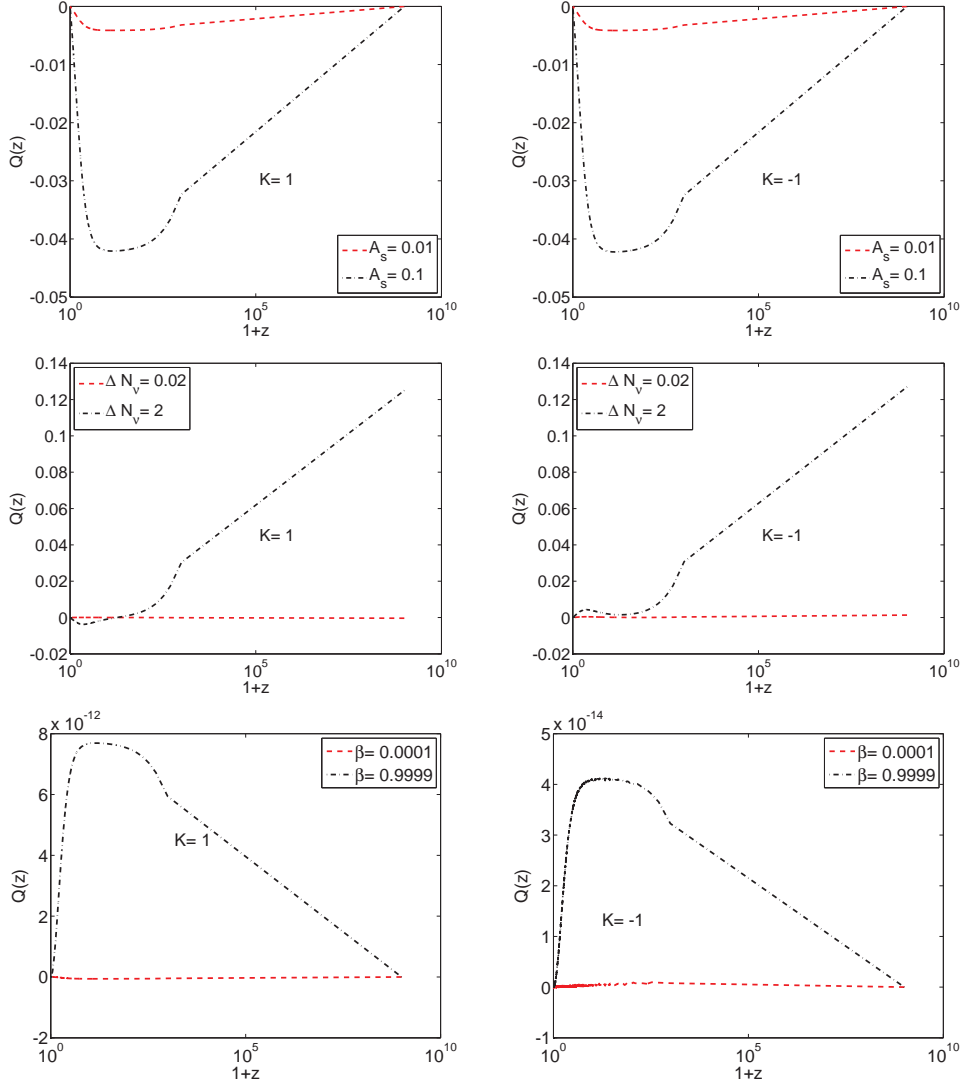 0
-0.01
-0.02
-0.03
-0.04
-0.05
Q(z)
K= 1
A_s= 0.01
A_s= 0.1
10^0
10^5
10^10
1+z
0
-0.01
-0.02
-0.03
-0.04
-0.05
Q(z)
K= -1
A_s= 0.01
A_s= 0.1
10^0
10^5
10^10
1+z
0.14
0.12
0.1
0.08
0.06
0.04
0.02
0
-0.02
Q(z)
Δ N_ν= 0.02
Δ N_ν= 2
K= 1
10^0
10^5
10^10
1+z
0.14
0.12
0.1
0.08
0.06
0.04
0.02
0
-0.02
Q(z)
Δ N_ν= 0.02
Δ N_ν= 2
K= -1
10^0
10^5
10^10
1+z
x 10^-12
8
6
4
2
0
-2
Q(z)
β= 0.0001
β= 0.9999
K= 1
10^0
10^5
10^10
1+z
x 10^-14
5
4
3
2
1
0
-1
Q(z)
β= 0.0001
β= 0.9999
K= -1
10^0
10^5
10^10
1+z